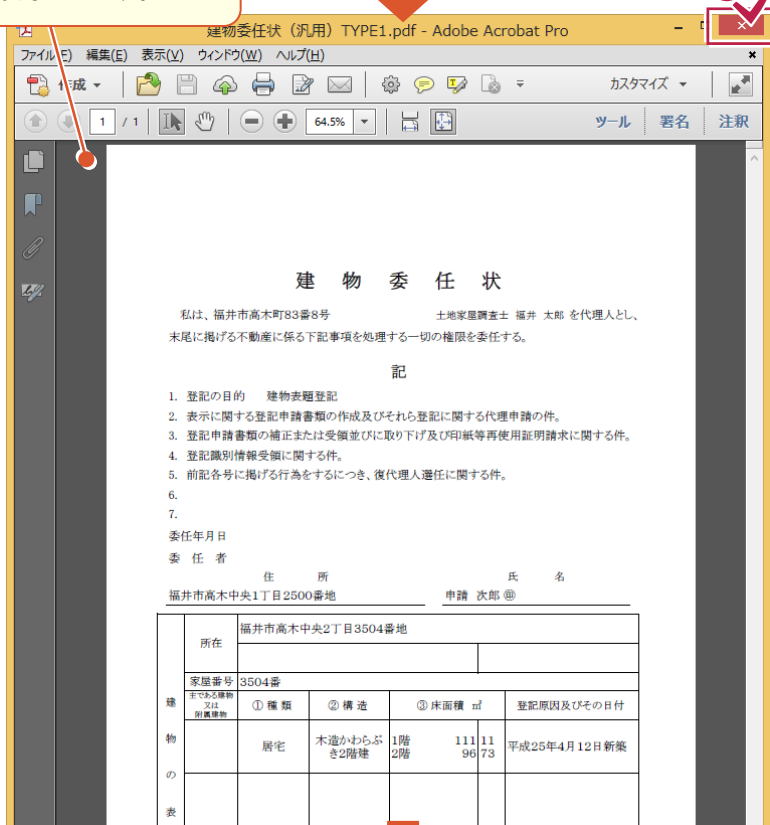 建物委任状（汎用）TYPE1.pdf - Adobe Acrobat Pro
ファイル(F) 編集(E) 表示(V) ウィンドウ(W) ヘルプ(H)
作成 カスタマイズ
1 / 1 64.5% ツール 署名 注釈
建物委任状
私は、福井市高木町83番8号 土地家屋調査士 福井 太郎 を代理人とし、
末尾に掲げる不動産に係る下記事項を処理する一切の権限を委任する。
記
1. 登記の目的 建物表題登記
2. 表示に関する登記申請書類の作成及びそれら登記に関する代理申請の件。
3. 登記申請書類の補正または受領並びに取り下げ及び印紙等再使用証明請求に関する件。
4. 登記識別情報受領に関する件。
5. 前記各号に掲げる行為をするにつき、復代理人選任に関する件。
6.
7.
委任年月日
委 任 者
住 所 氏 名
福井市高木中央1丁目2500番地 申請 次郎 ㊞
所在 福井市高木中央2丁目3504番地
家屋番号 3504番
建物の表
主である建物又は附属建物 ①種類 ②構造 ③床面積 ㎡ 登記原因及びその日付
居宅 木造かわらぶき2階建 1階 111 11 平成25年4月12日新築
2階 96 73